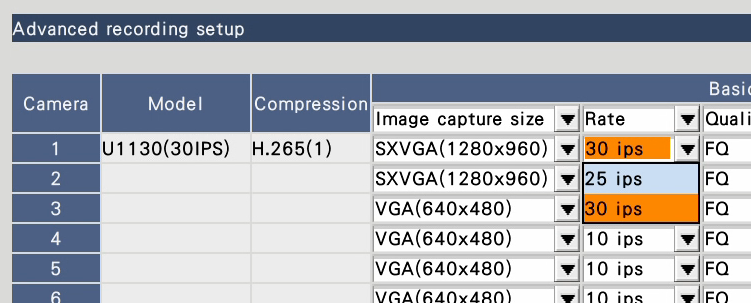 Advanced recording setup
Camera Model Compression Basic
Image capture size Rate Quali
1 U1130(30IPS) H.265(1) SXVGA(1280x960) 30 ips FQ
2 SXVGA(1280x960) 25 ips FQ
3 VGA(640x480) 30 ips FQ
4 VGA(640x480) 10 ips FQ
5 VGA(640x480) 10 ips FQ
6 VGA(640x480) 10 ips FQ